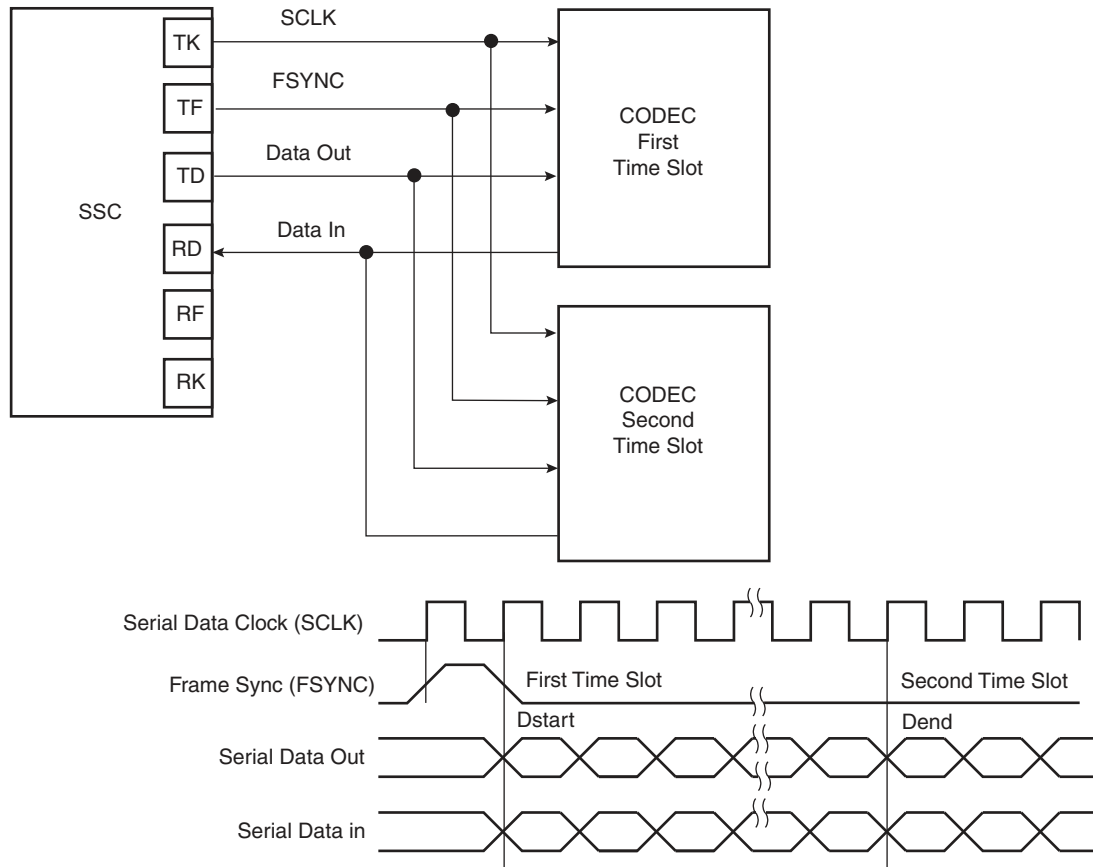 SSC
TK
TF
TD
RD
RF
RK
SCLK
FSYNC
Data Out
Data In
CODEC
First
Time Slot
CODEC
Second
Time Slot
Serial Data Clock (SCLK)
Frame Sync (FSYNC)
First Time Slot
Second Time Slot
Dstart
Dend
Serial Data Out
Serial Data in